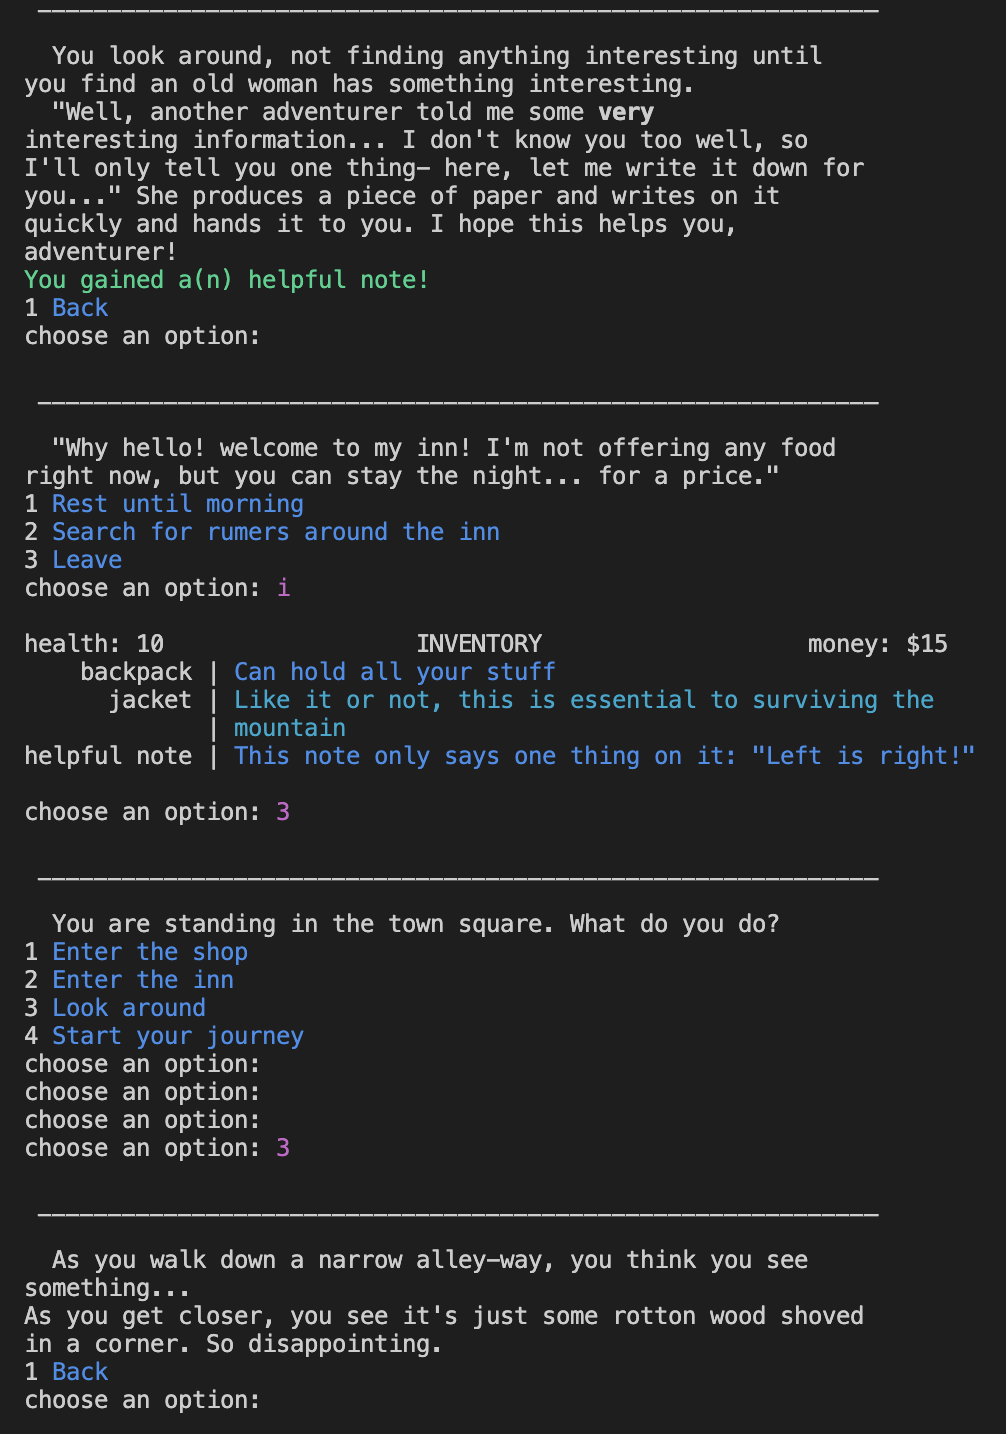 You look around, not finding anything interesting until
you find an old woman has something interesting.
"Well, another adventurer told me some very
interesting information... I don't know you too well, so
I'll only tell you one thing– here, let me write it down for
you..." She produces a piece of paper and writes on it
quickly and hands it to you. I hope this helps you,
adventurer!
You gained a(n) helpful note!
1 Back
choose an option:
"Why hello! welcome to my inn! I'm not offering any food
right now, but you can stay the night... for a price."
1 Rest until morning
2 Search for rumers around the inn
3 Leave
choose an option: i
health: 10 INVENTORY money: $15
backpack | Can hold all your stuff
jacket | Like it or not, this is essential to surviving the
| mountain
helpful note | This note only says one thing on it: "Left is right!"
choose an option: 3
You are standing in the town square. What do you do?
1 Enter the shop
2 Enter the inn
3 Look around
4 Start your journey
choose an option:
choose an option:
choose an option:
choose an option: 3
As you walk down a narrow alley-way, you think you see
something...
As you get closer, you see it's just some rotton wood shoved
in a corner. So disappointing.
1 Back
choose an option: